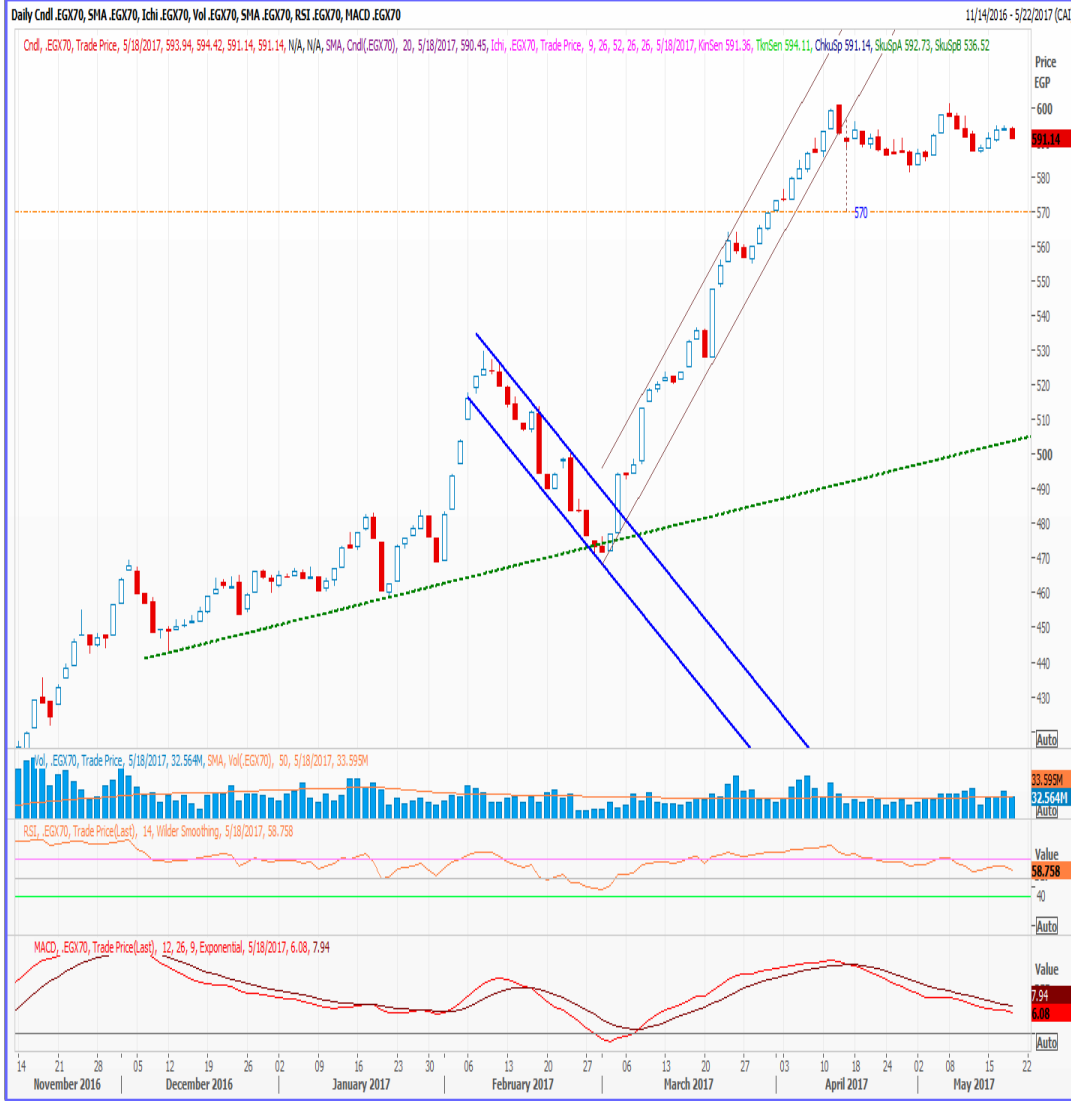 Daily Cndl .EGX70, SMA .EGX70, Ichi .EGX70, Vol .EGX70, SMA .EGX70, RSI .EGX70, MACD .EGX70
11/14/2016 - 5/22/2017 (CAI
Cndl, .EGX70, Trade Price, 5/18/2017, 593.94, 594.42, 591.14, 591.14, N/A, N/A, SMA, Cndl(.EGX70), 20, 5/18/2017, 590.45, Ichi, .EGX70, Trade Price, 9, 26, 52, 26, 26, 5/18/2017, KinSen 591.36, TknSen 594.11, ChkuSp 591.14, SkuSpA 592.73, SkuSpB 536.52
Price
EGP
600
591.14
580
570
570
560
550
540
530
520
510
500
490
480
470
460
450
440
430
Auto
Vol, .EGX70, Trade Price, 5/18/2017, 32.564M, SMA, Vol(.EGX70), 50, 5/18/2017, 33.595M
33.595M
32.564M
Auto
RSI, .EGX70, Trade Price(Last), 14, Wilder Smoothing, 5/18/2017, 58.758
Value
58.758
40
Auto
MACD, .EGX70, Trade Price(Last), 12, 26, 9, Exponential, 5/18/2017, 6.08, 7.94
Value
7.94
6.08
Auto
14 21 28 05 12 19 26 02 09 16 23 30 06 13 20 27 06 13 20 27 03 10 18 24 02 08 15 22
November 2016 December 2016 January 2017 February 2017 March 2017 April 2017 May 2017